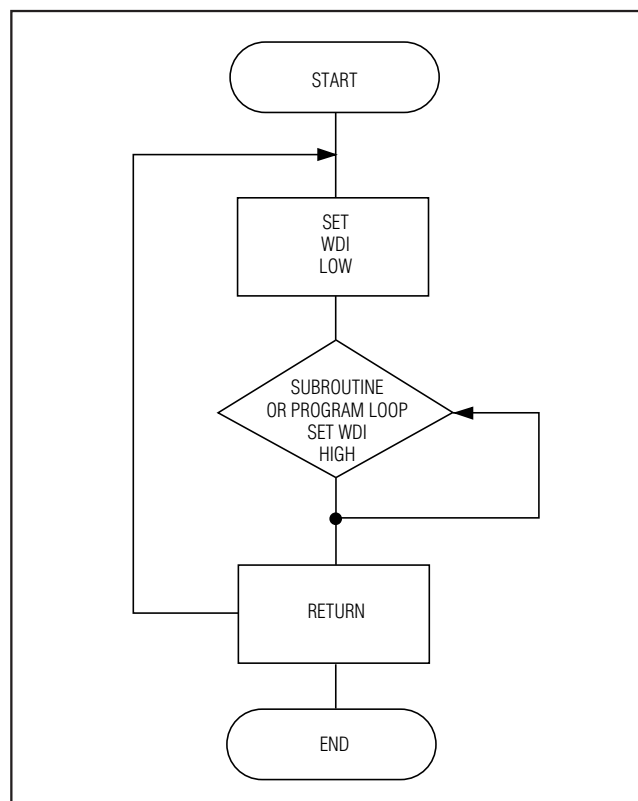 START
SET
WDI
LOW
SUBROUTINE
OR PROGRAM LOOP
SET WDI
HIGH
RETURN
END